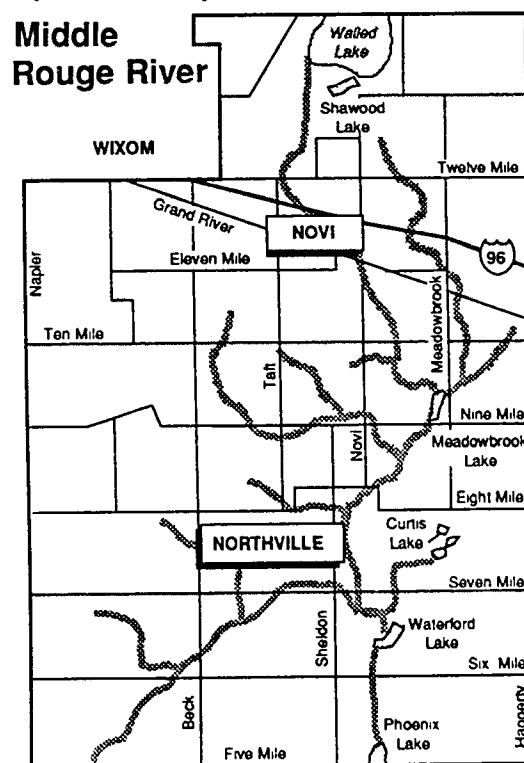 Middle
Rouge River
Walled
Lake
Shawood
Lake
WIXOM
Twelve Mile
Grand River
NOVI
96
Eleven Mile
Napier
Meadowbrook
Ten Mile
Taft
Nine Mile
Novi
Meadowbrook
Lake
Eight Mile
Curtis
Lake
NORTHVILLE
Seven Mile
Sheldon
Waterford
Lake
Six Mile
Beck
Haggerty
Phoenix
Lake
Five Mile